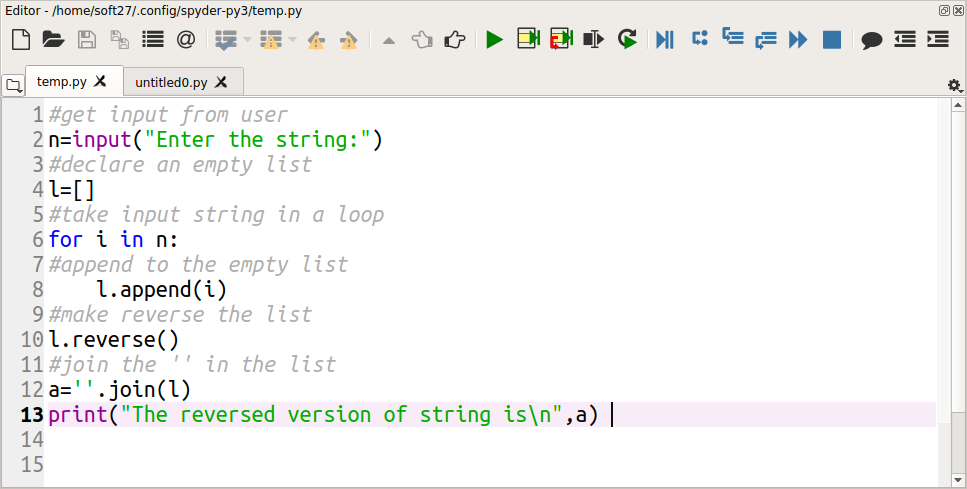 Editor - /home/soft27/.config/spyder-py3/temp.py
temp.py untitled0.py
1 #get input from user
2 n=input("Enter the string:")
3 #declare an empty list
4 l=[]
5 #take input string in a loop
6 for i in n:
7 #append to the empty list
8     l.append(i)
9 #make reverse the list
10 l.reverse()
11 #join the '' in the list
12 a=''.join(l)
13 print("The reversed version of string is\n",a)
14
15